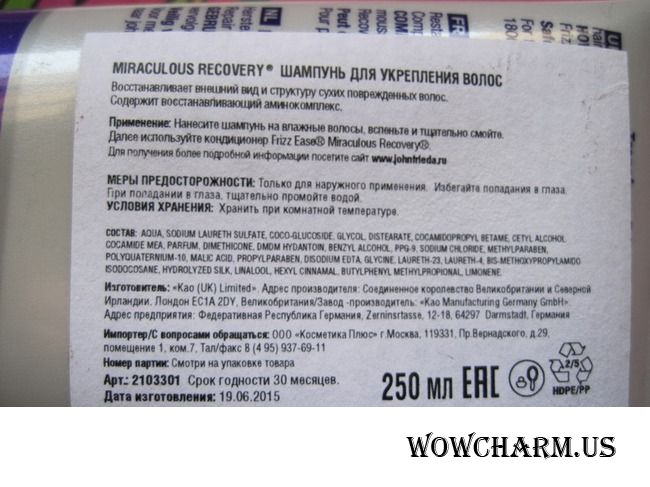 MIRACULOUS RECOVERY® ШАМПУНЬ ДЛЯ УКРЕПЛЕНИЯ ВОЛОС
Восстанавливает внешний вид и структуру сухих поврежденных волос.
Содержит восстанавливающий аминокомплекс.
Применение: Нанесите шампунь на влажные волосы, вспеньте и тщательно смойте.
Далее используйте кондиционер Frizz Ease® Miraculous Recovery®.
Для получения более подробной информации посетите сайт www.johnfrieda.ru
МЕРЫ ПРЕДОСТОРОЖНОСТИ: Только для наружного применения. Избегайте попадания в глаза.
При попадании в глаза, тщательно промойте водой.
УСЛОВИЯ ХРАНЕНИЯ: Хранить при комнатной температуре.
СОСТАВ: AQUA, SODIUM LAURETH SULFATE, COCO-GLUCOSIDE, GLYCOL, DISTEARATE, COCAMIDOPROPYL BETAME, CETYL ALCOHOL,
COCAMIDE MEA, PARFUM, DIMETHICONE, DMDM HYDANTOIN, BENZYL ALCOHOL, PPG-9, SODIUM CHLORIDE, METHYLPARABEN,
POLYQUATERNIUM-10, MALIC ACID, PROPYLPARABEN, DISODIUM EDTA, GLYCINE, LAURETH-23, LAURETH-4, BIS-METHOXYPROPYLAMIDO
ISODOCOSANE, HYDROLYZED SILK, LINALOOL, HEXYL CINNAMAL, BUTYLPHENYL METHYLPROPIONAL, LIMONENE.
Изготовитель: «Kao (UK) Limited». Адрес производителя: Соединенное королевство Великобритании и Северной
Ирландии. Лондон EC1A 2DY, Великобритания/Завод -производитель: «Kao Manufacturing Germany GmbH».
Адрес предприятия: Федеративная Республика Германия, Zeppelinstrasse, 12-18, 64297 Darmstadt, Германия
Импортер/С вопросами обращаться: ООО «Косметика Плюс» г.Москва, 119331, Пр.Вернадского, д.29,
помещение 1, ком.7, Тал/факс 8 (4 95) 937-69-11
Номер партии: Смотри на упаковке товара
Арт.: 2103301 Срок годности 30 месяцев.
Дата изготовления: 19.06.2015
250 мл EAC
2/5
HDPE/PP
NL
FR
WOWCHARM.US